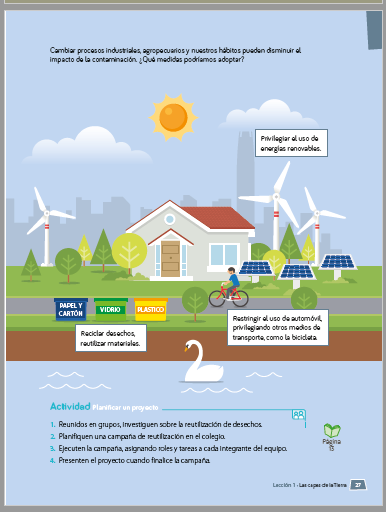 Cambiar procesos industriales, agropecuarios y nuestros hábitos pueden disminuir el
impacto de la contaminación. ¿Qué medidas podríamos adoptar?
Privilegiar el uso de
energías renovables.
PAPEL Y
CARTÓN
VIDRIO
PLASTICO
Reciclar desechos,
reutilizar materiales.
Restringir el uso de automóvil,
privilegiando otros medios de
transporte, como la bicicleta.
Actividad Planificar un proyecto
1. Reunidos en grupos, investiguen sobre la reutilización de desechos.
2. Planifiquen una campaña de reutilización en el colegio.
3. Ejecuten la campaña, asignando roles y tareas a cada integrante del equipo.
4. Presenten el proyecto cuando finalice la campaña.
Página
13
Lección 1 • Las capas de la Tierra 27